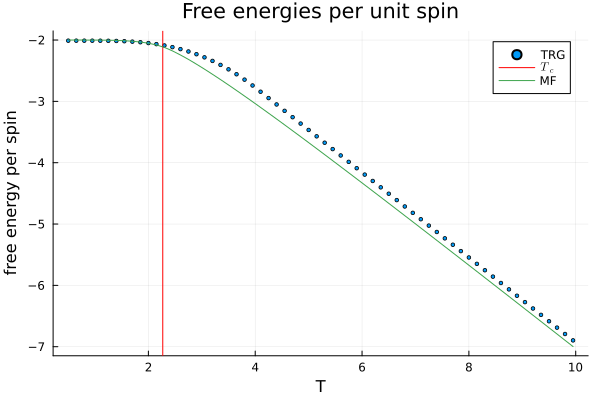 Free energies per unit spin
free energy per spin
−2
−3
−4
−5
−6
−7
2
4
6
8
10
T
TRG
T_c
MF